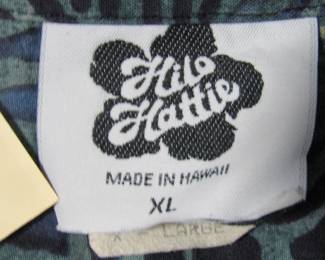 Hilo
Hattie
MADE IN HAWAII
XL
X LARGE